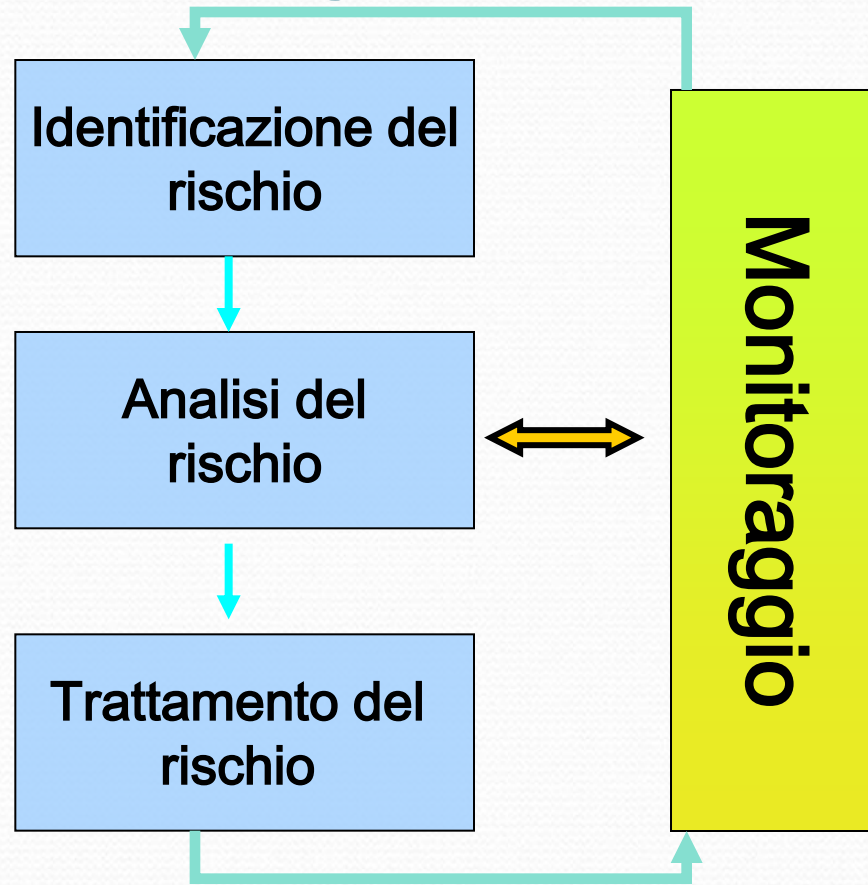 Identificazione del
rischio
Analisi del
rischio
Trattamento del
rischio
Monitoraggio